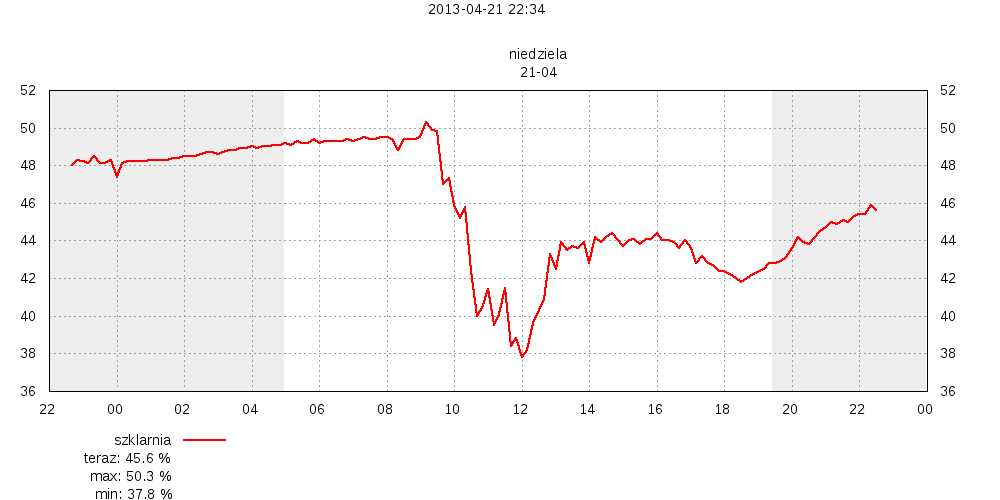 2013-04-21 22:34
niedziela
21-04
52 52
50 50
48 48
46 46
44 44
42 42
40 40
38 38
36 36
22 00 02 04 06 08 10 12 14 16 18 20 22 00
szklarnia
teraz: 45.6 %
max: 50.3 %
min: 37.8 %